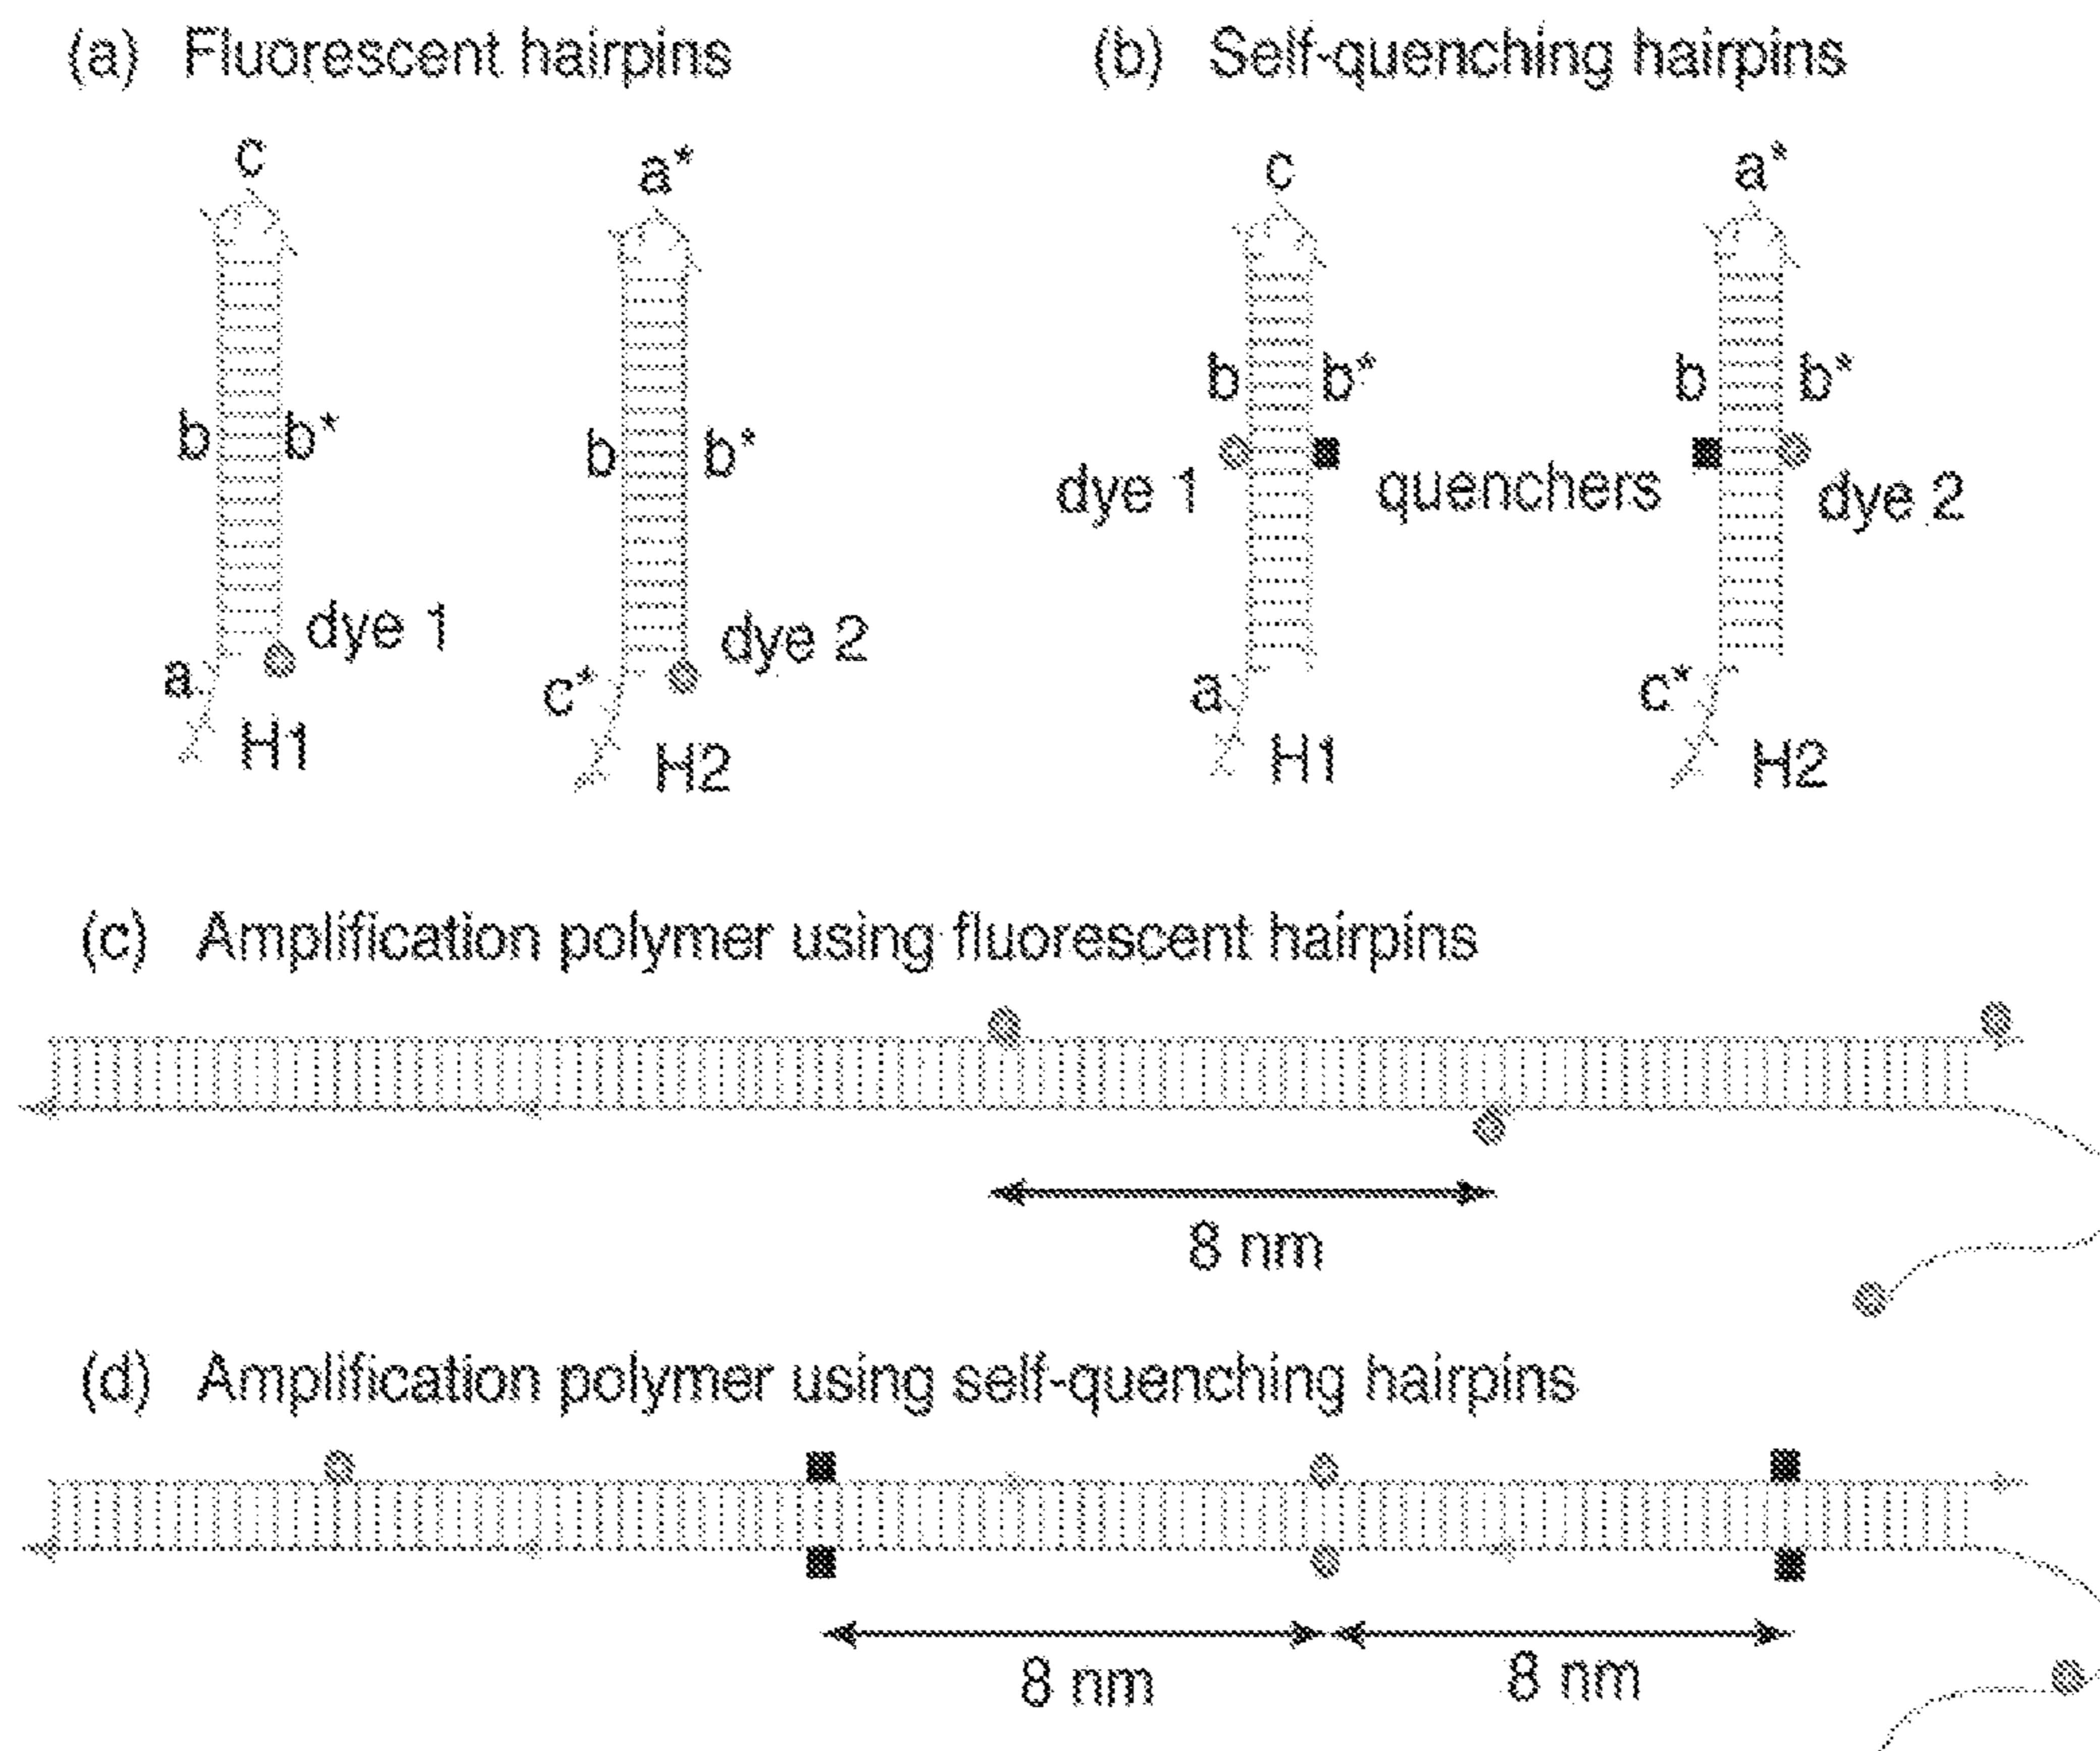 (a) Fluorescent hairpins
(b) Self-quenching hairpins
c
a*
c
a*
b
b*
b
b*
b
b*
b
b*
dye 1
quenchers
dye 2
dye 1
dye 2
a
c*
a
c*
H1
H2
H1
H2
(c) Amplification polymer using fluorescent hairpins
8 nm
(d) Amplification polymer using self-quenching hairpins
8 nm
8 nm